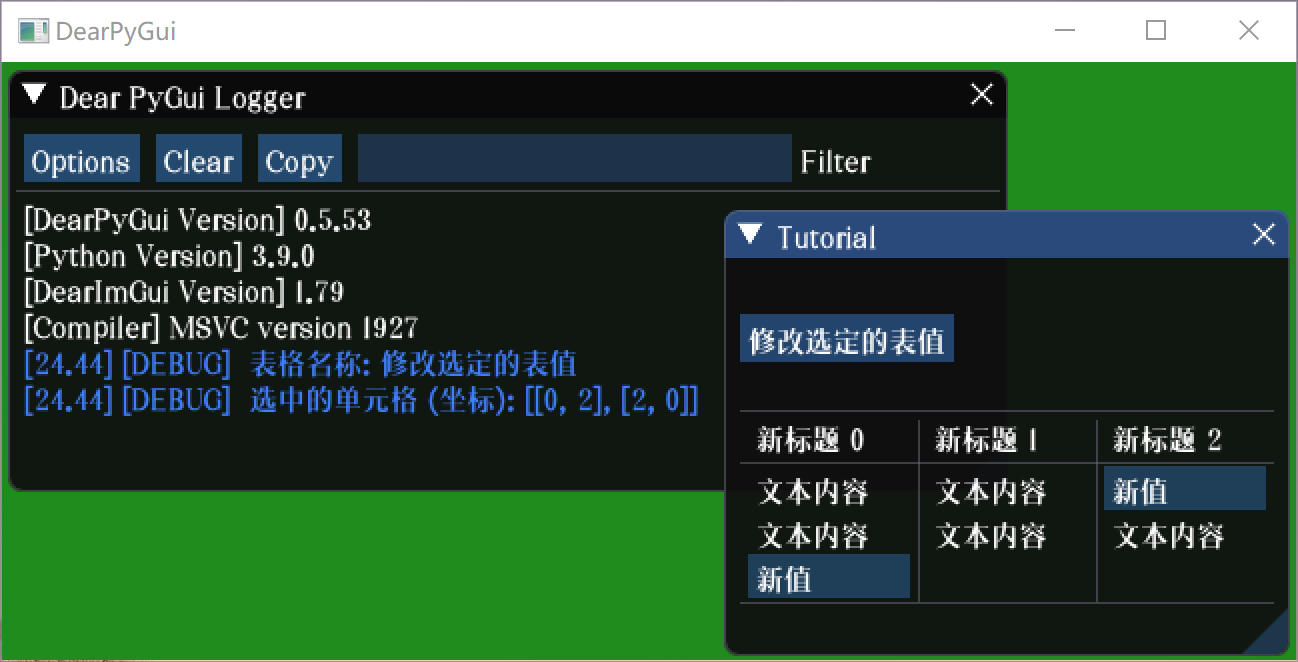 DearPyGui
Dear PyGui Logger
Options Clear Copy Filter
[DearPyGui Version] 0.5.53
[Python Version] 3.9.0
[DearImGui Version] 1.79
[Compiler] MSVC version 1927
[24.44] [DEBUG] 表格名称: 修改选定的表值
[24.44] [DEBUG] 选中的单元格 (坐标): [[0, 2], [2, 0]]
Tutorial
修改选定的表值
新标题 0 新标题 1 新标题 2
文本内容 文本内容 新值
文本内容 文本内容 文本内容
新值